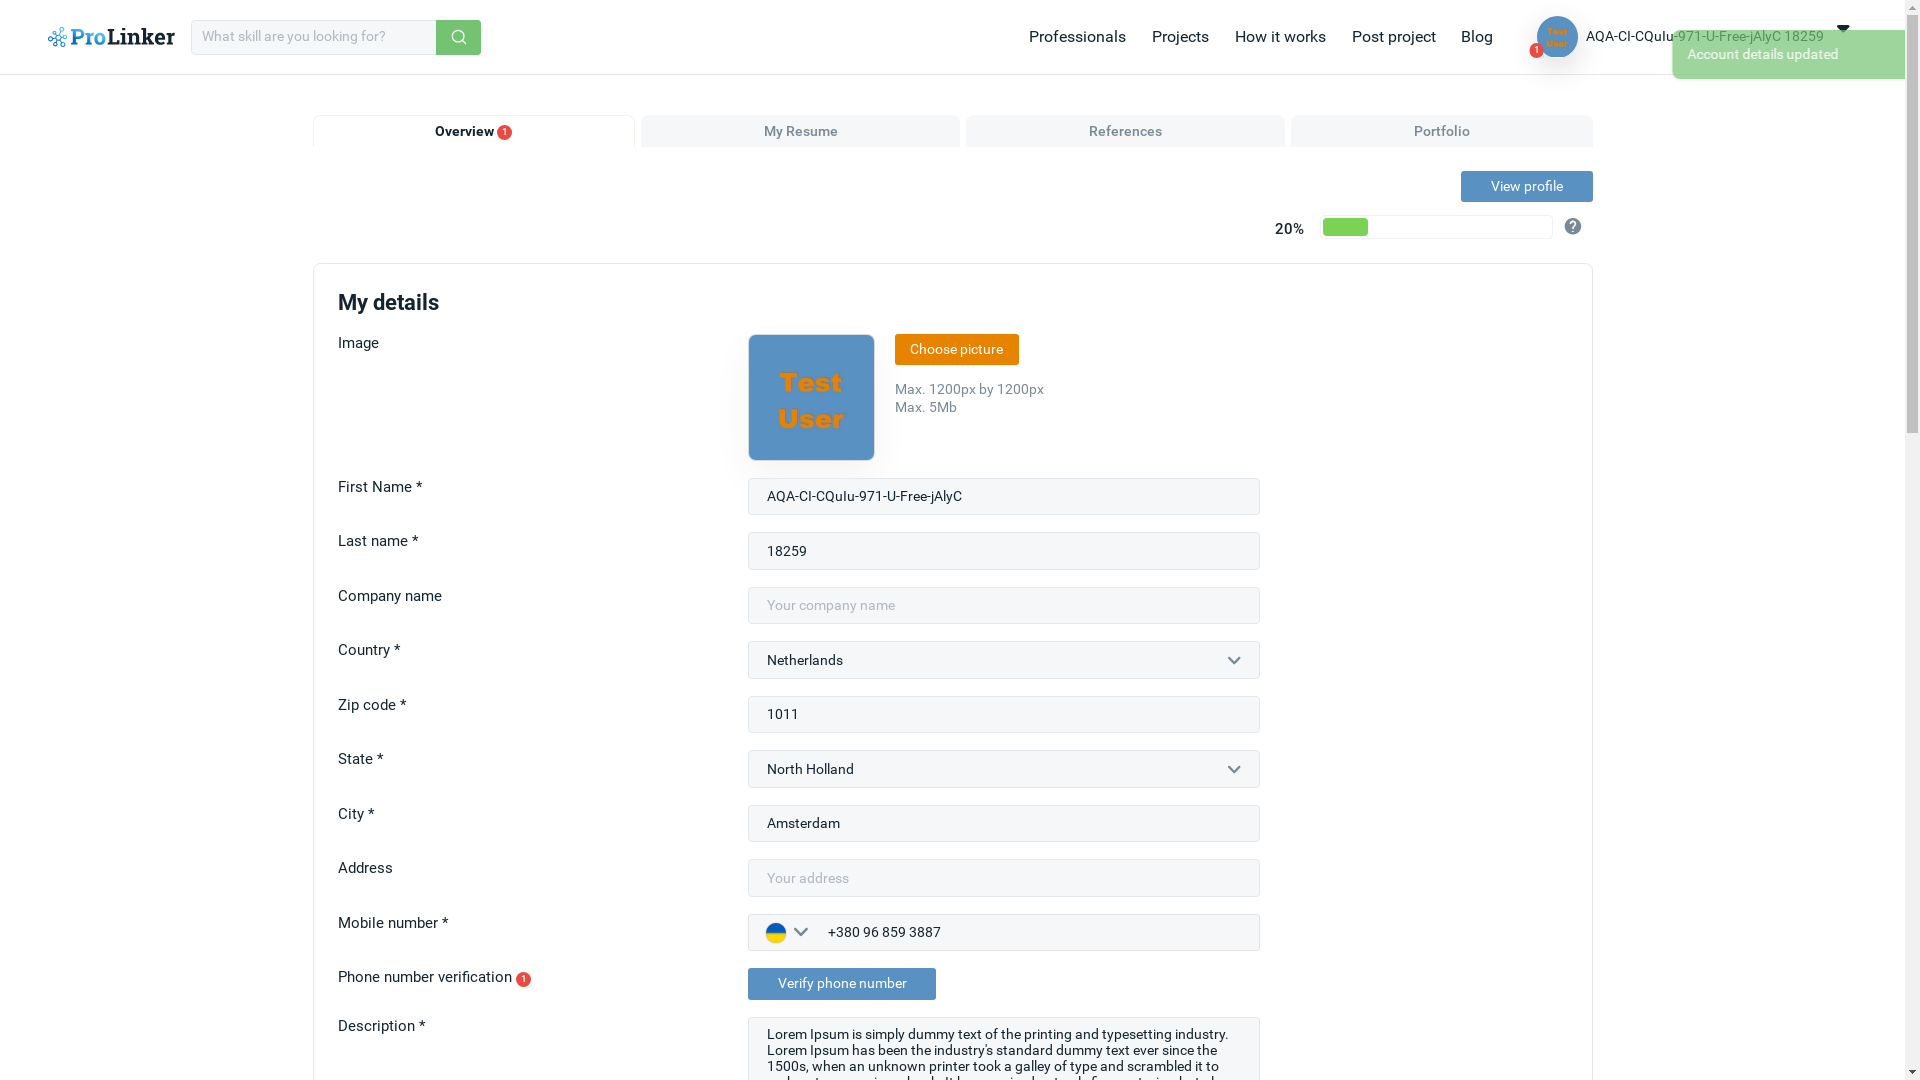 ProLinker
What skill are you looking for?
Professionals
Projects
How it works
Post project
Blog
Test
User
1
AQA-CI-CQuIu-971-U-Free-jAlyC 18259
Account details updated
Overview 1
My Resume
References
Portfolio
View profile
20%
?
My details
Image
Test
User
Choose picture
Max. 1200px by 1200px
Max. 5Mb
First Name *
AQA-CI-CQuIu-971-U-Free-jAlyC
Last name *
18259
Company name
Your company name
Country *
Netherlands
Zip code *
1011
State *
North Holland
City *
Amsterdam
Address
Your address
Mobile number *
+380 96 859 3887
Phone number verification 1
Verify phone number
Description *
Lorem Ipsum is simply dummy text of the printing and typesetting industry.
Lorem Ipsum has been the industry's standard dummy text ever since the
1500s, when an unknown printer took a galley of type and scrambled it to